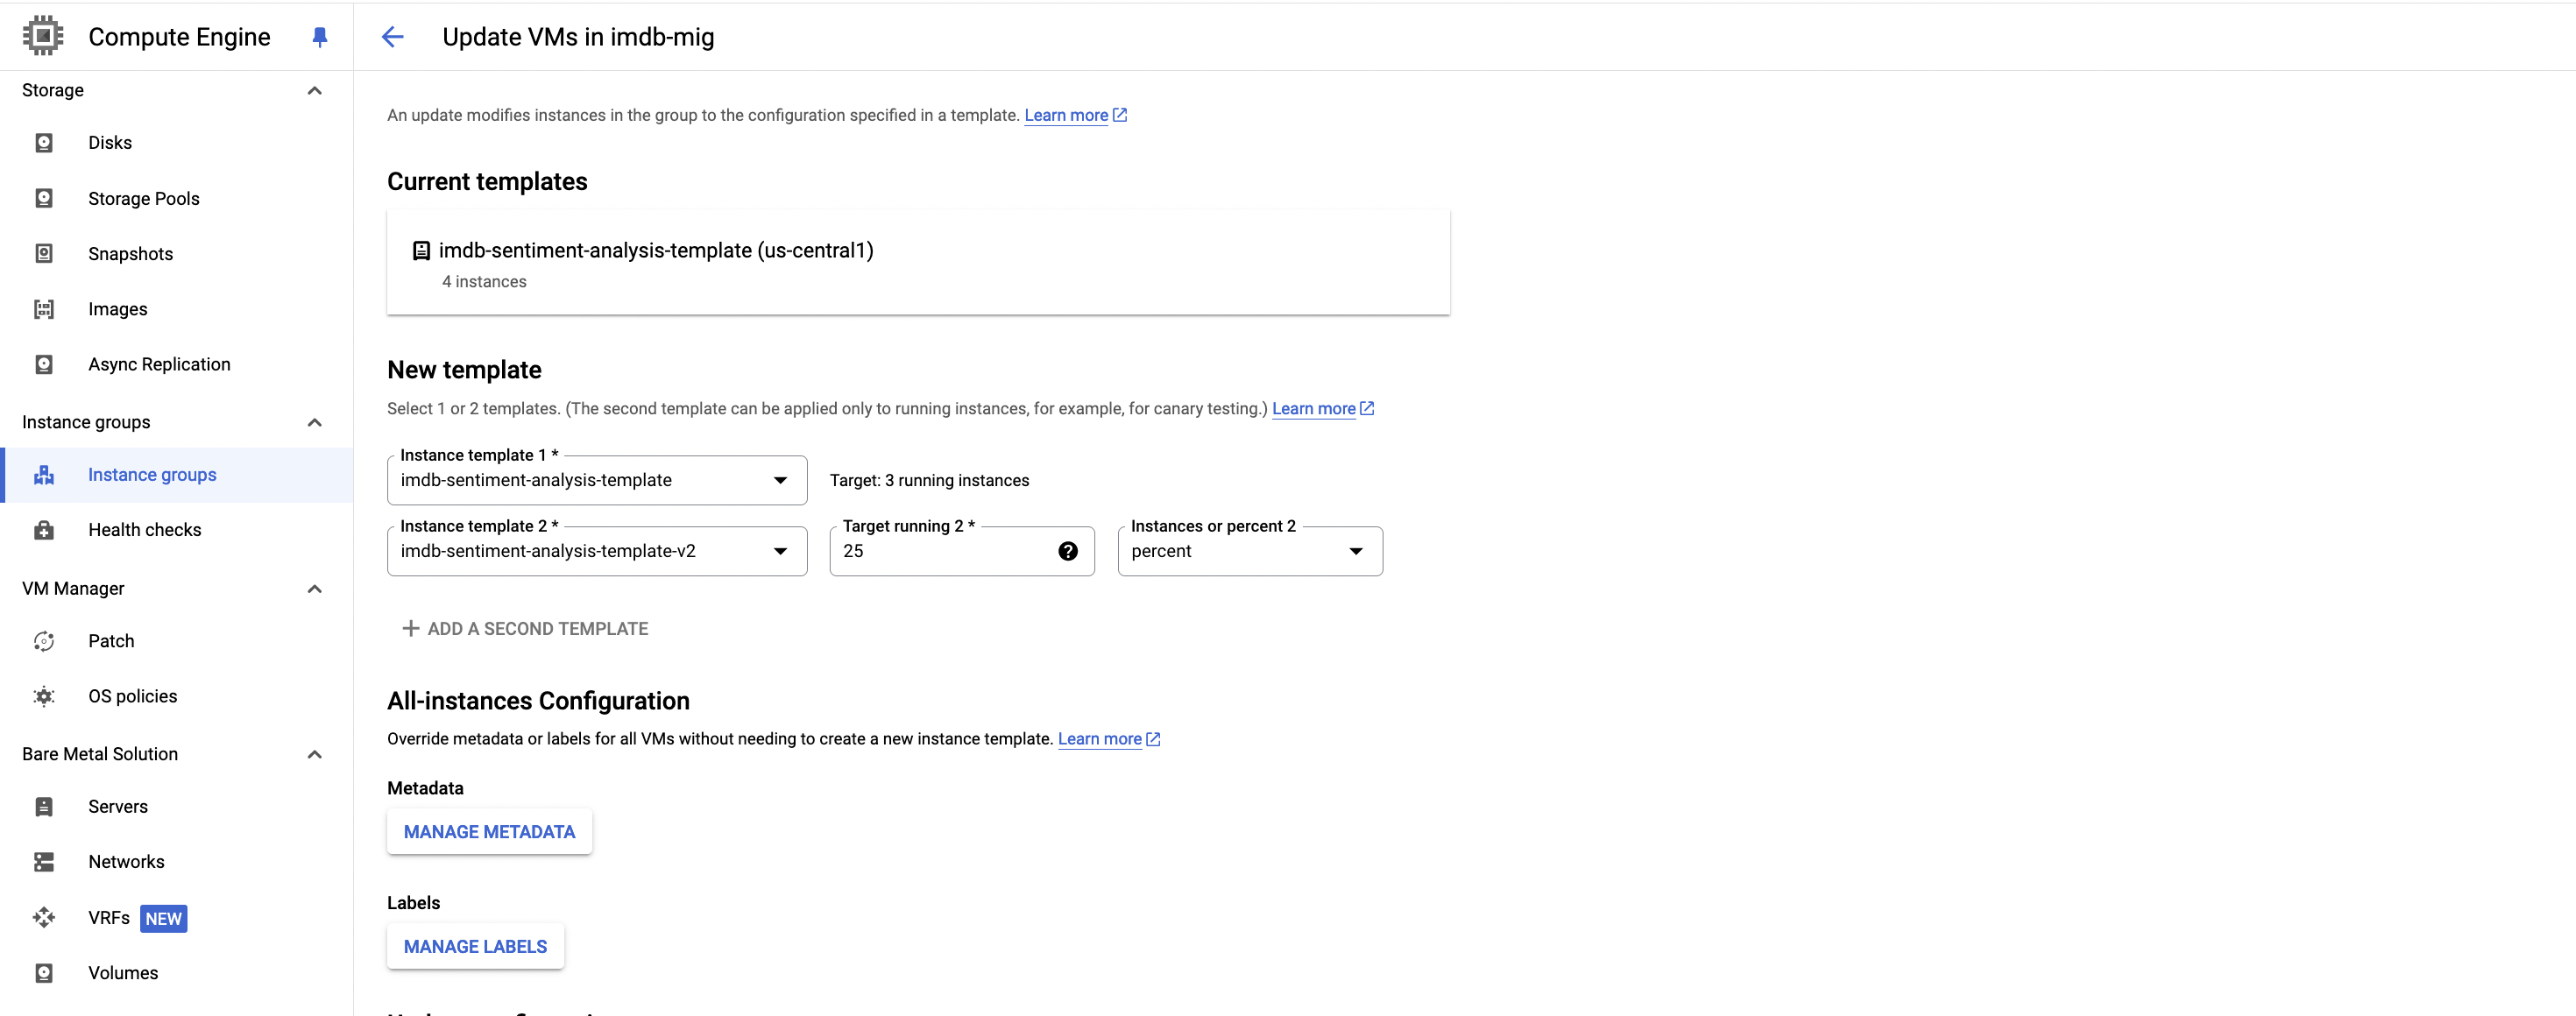 Compute Engine
Update VMs in imdb-mig
Storage
Disks
Storage Pools
Snapshots
Images
Async Replication
Instance groups
Instance groups
Health checks
VM Manager
Patch
OS policies
Bare Metal Solution
Servers
Networks
VRFs NEW
Volumes
An update modifies instances in the group to the configuration specified in a template. Learn more
Current templates
imdb-sentiment-analysis-template (us-central1)
4 instances
New template
Select 1 or 2 templates. (The second template can be applied only to running instances, for example, for canary testing.) Learn more
Instance template 1 *
imdb-sentiment-analysis-template
Target: 3 running instances
Instance template 2 *
imdb-sentiment-analysis-template-v2
Target running 2 *
25
Instances or percent 2
percent
ADD A SECOND TEMPLATE
All-instances Configuration
Override metadata or labels for all VMs without needing to create a new instance template. Learn more
Metadata
MANAGE METADATA
Labels
MANAGE LABELS